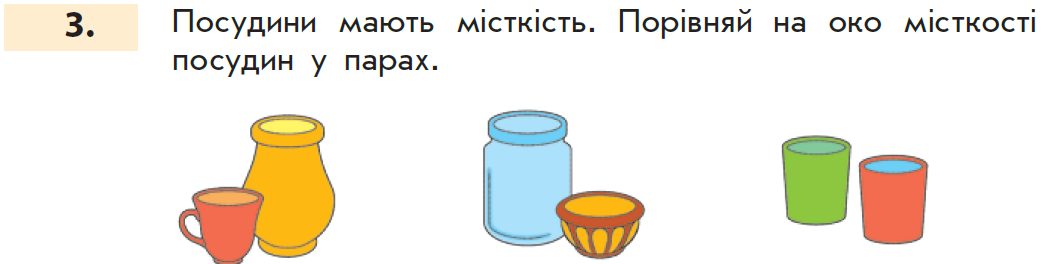 3. Посудини мають місткість. Порівняй на око місткості
посудин у парах.